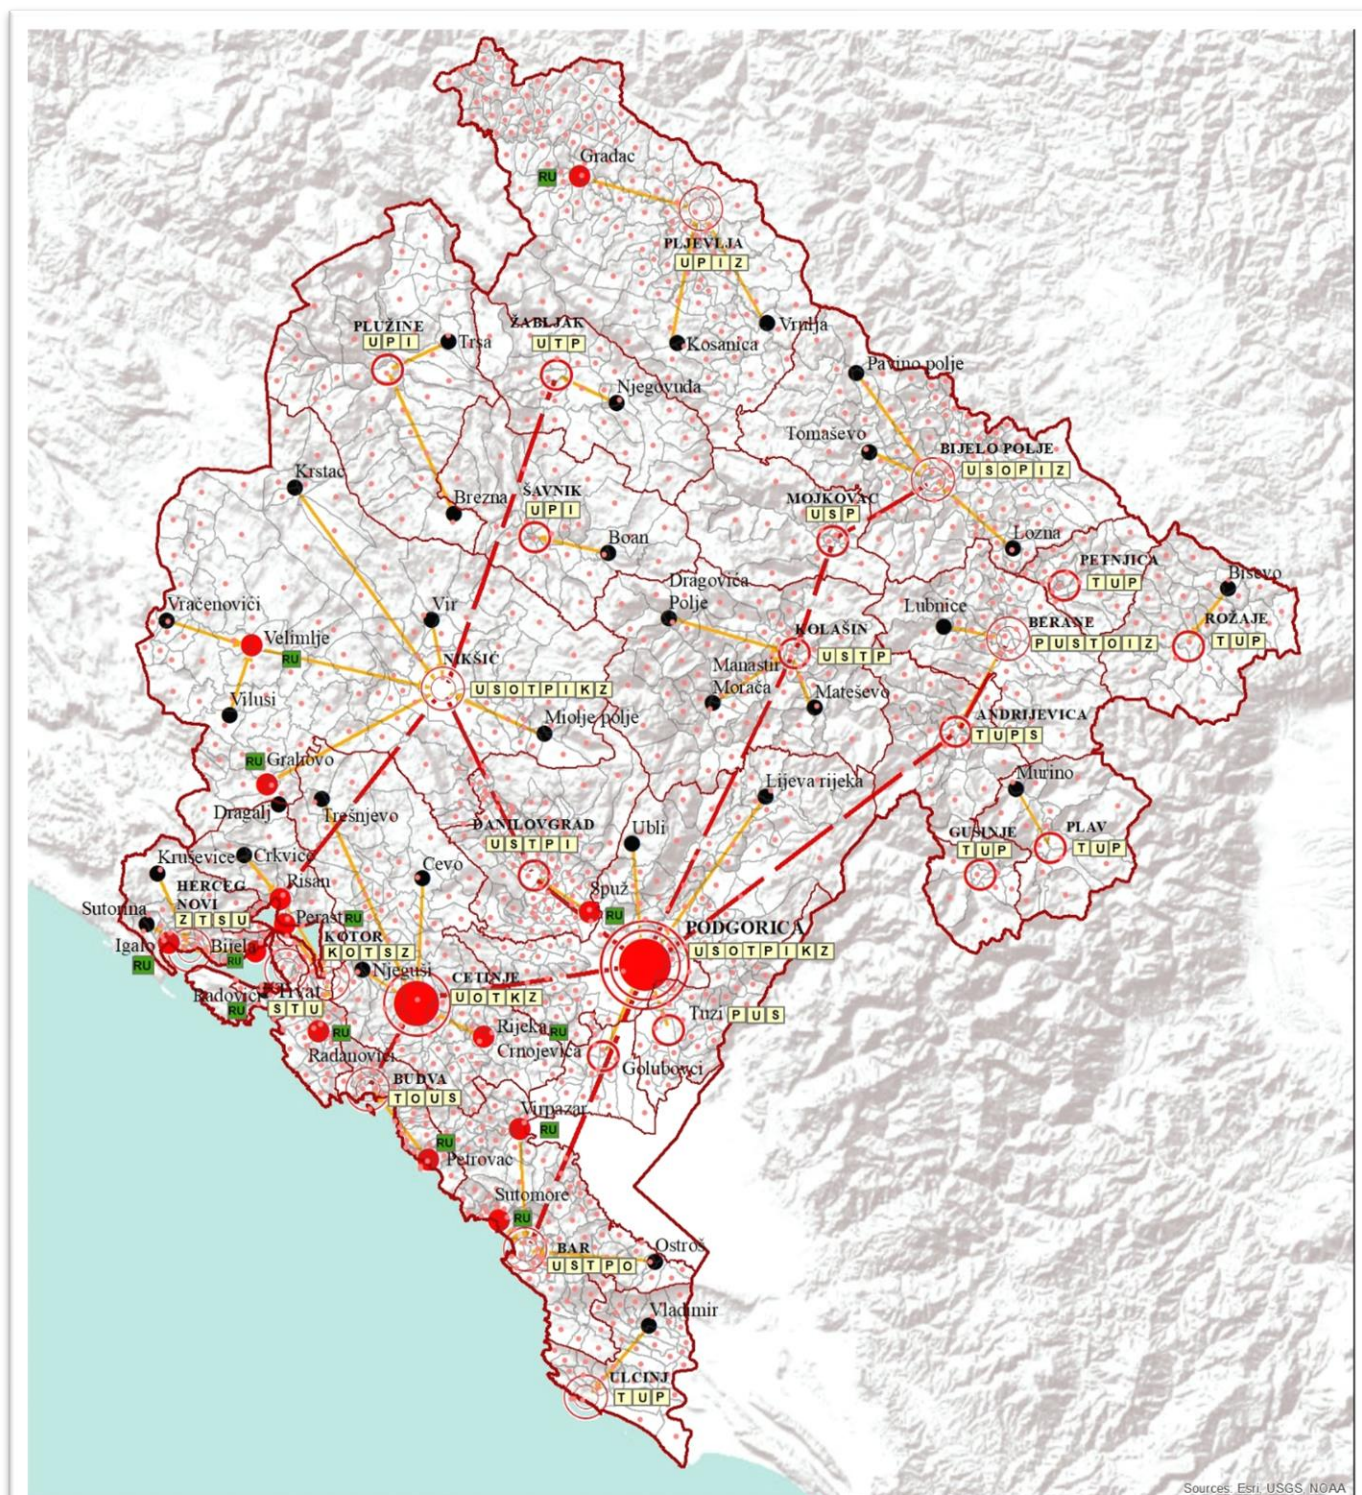 Gradac
RU
PLJEVLJA
U P I Z
PLUŽINE
U P I
Trsa
ŽABLJAK
U T P
Vrulja
Kosanica
Njegovuđa
Pavino polje
Tomaševo
BIJELO POLJE
U S O P I Z
Krstac
Brezna
ŠAVNIK
U P I
Boan
MOJKOVAC
U S P
Lozna
PETNJICA
T U P
Biševo
Dragovića
Polje
Vračenovići
Vir
Lubnice
BERANE
P U S T O I Z
ROŽAJE
T U P
Velimlje
RU
KOLAŠIN
U S T P
NIKŠIĆ
U S O T P I K Z
Manastir
Morača
Mateševo
Vilusi
Miolje polje
ANDRIJEVICA
T U P S
RU
Grahovo
Dragalj
Trešnjevo
Lijeva rijeka
Murino
DANILOVGRAD
U S T P I
Ubli
GUSINJE
T U P
PLAV
T U P
Kruševice
Crkvice
Čevo
HERCEG
NOVI
Z T S U
Risan
Spuž
RU
Sutorina
Perast
RU
PODGORICA
U S O T P I K Z
Igalo
RU
Bijela
RU
KOTOR
K O T S Z
Njeguši
CETINJE
U O T K Z
Radovići
RU
Tivat
S T U
Tuzi
P U S
Radanovići
RU
Rijeka
Crnojevića
RU
Golubovci
BUDVA
T O U S
Virpazar
RU
RU
Petrovac
Sutomore
RU
BAR
U S T P O
Ostroš
Vladimir
ULCINJ
T U P
Sources: Esri, USGS, NOAA